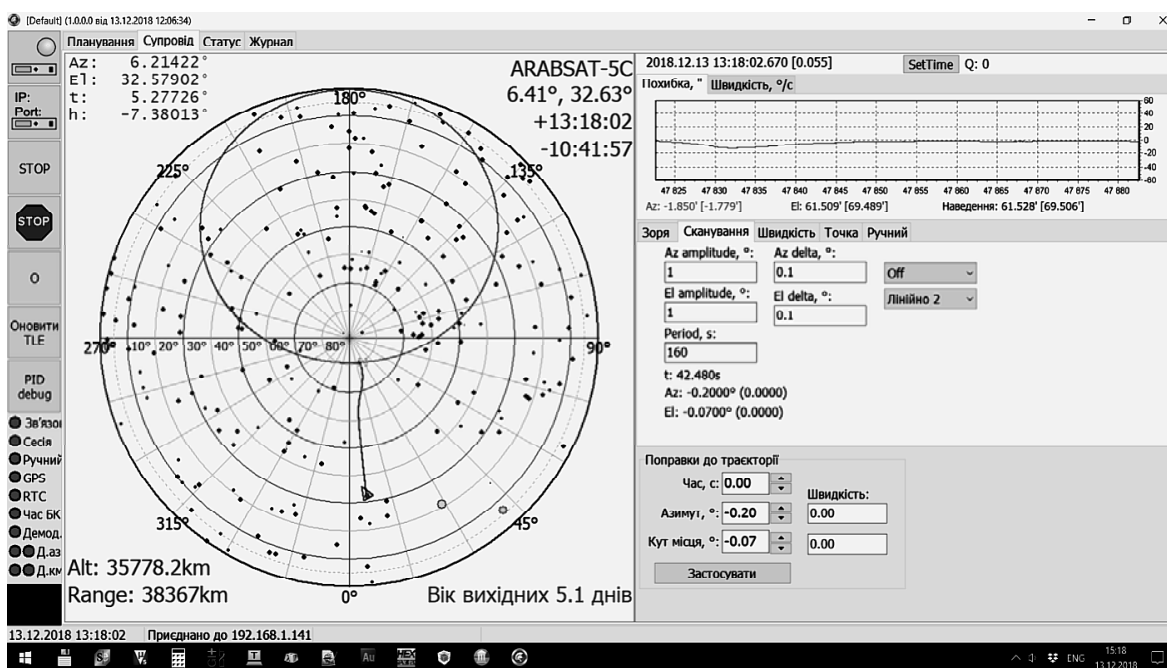 [Default] (1.0.0.0 від 13.12.2018 12:06:34)
Планування Супровід Статус Журнал
IP:
Port:
STOP
STOP
O
Оновити
TLE
PID
debug
Зв'язо
Сесія
Ручний
GPS
RTC
Час БК
Демод.
Д.аз
Д.км
Az: 6.21422°
El: 32.57902°
t: 5.27726°
h: -7.38013°
ARABSAT-5C
6.41°, 32.63°
+13:18:02
-10:41:57
180°
225°
135°
270°
10° 20° 30° 40° 50° 60° 70° 80°
90°
315°
45°
0°
Alt: 35778.2km
Range: 38367km
Вік вихідних 5.1 днів
2018.12.13 13:18:02.670 [0.055] SetTime Q: 0
Похибка, " Швидкість, °/с
60
40
20
0
-20
-40
-60
47 825 47 830 47 835 47 840 47 845 47 850 47 855 47 860 47 865 47 870 47 875 47 880
Az: -1.850' [-1.779'] El: 61.509' [69.489'] Наведення: 61.528' [69.506']
Зоря Сканування Швидкість Точка Ручний
Az amplitude, °: Az delta, °:
1 0.1 Off
El amplitude, °: El delta, °:
1 0.1 Лінійно 2
Period, s:
160
t: 42.480s
Az: -0.2000° (0.0000)
El: -0.0700° (0.0000)
Поправки до траєкторії
Час, с: 0.00
Швидкість:
Азимут, °: -0.20 0.00
Кут місця, °: -0.07 0.00
Застосувати
13.12.2018 13:18:02 Приєднано до 192.168.1.141
Au HEX
ENG
15:18
13.12.2018